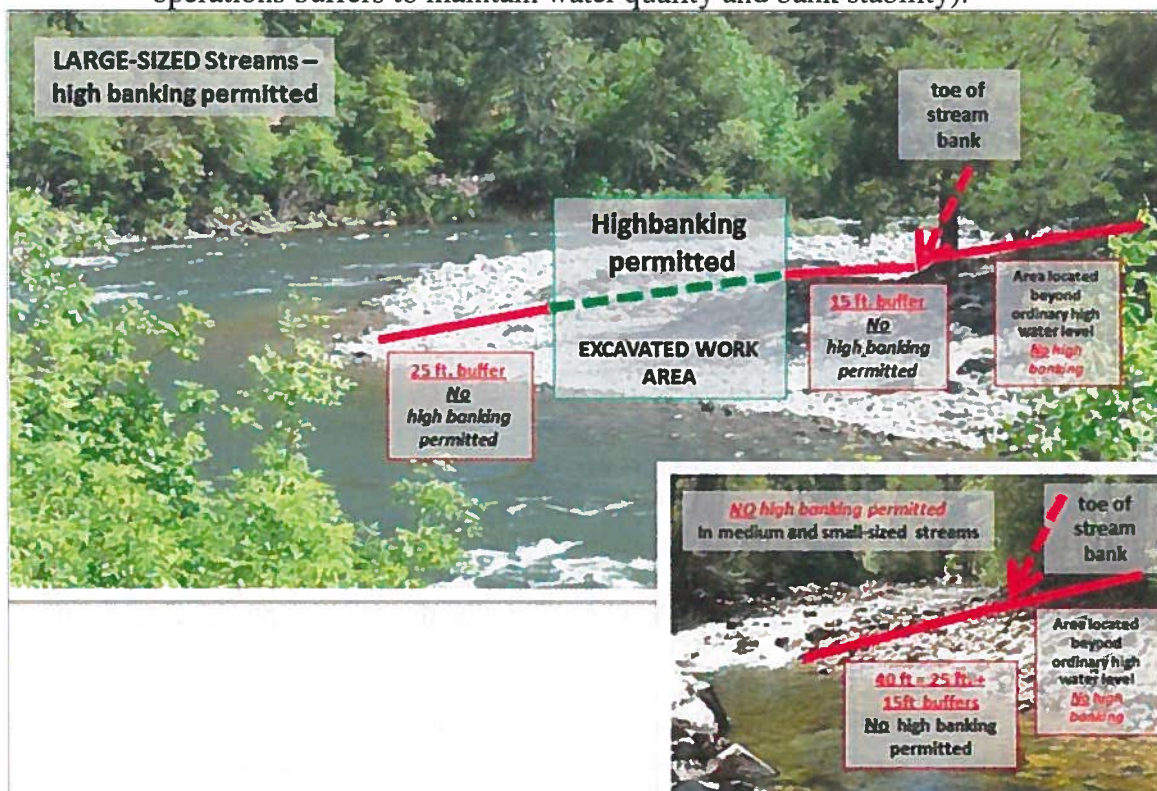 operations buffers to maintain water quality and bank stability).
LARGE-SIZED Streams –
high banking permitted
toe of
stream
bank
Highbanking
permitted
EXCAVATED WORK
AREA
25 ft. buffer
No
high banking
permitted
15 ft. buffer
No
high banking
permitted
Area located
beyond
ordinary high
water level
No high
banking
NO high banking permitted
In medium and small-sized streams
toe of
stream
bank
40 ft = 25 ft. +
15ft buffers
No high banking
permitted
Area located
beyond
ordinary high
water level
No high
banking